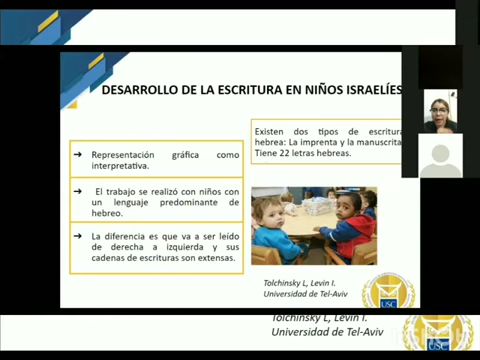 DESARROLLO DE LA ESCRITURA EN NIÑOS ISRAELÍES
Existen dos tipos de escritura
hebrea: La imprenta y la manuscrita.
Tiene 22 letras hebreas.
➔ Representación gráfica como
interpretativa.
➔ El trabajo se realizó con niños con
un lenguaje predominante de
hebreo.
➔ La diferencia es que va a ser leído
de derecha a izquierda y sus
cadenas de escrituras son extensas.
Tolchinsky L, Levin I.
Universidad de Tel-Aviv
USC
Tolchinsky L, Levin I.
Universidad de Tel-Aviv
USC